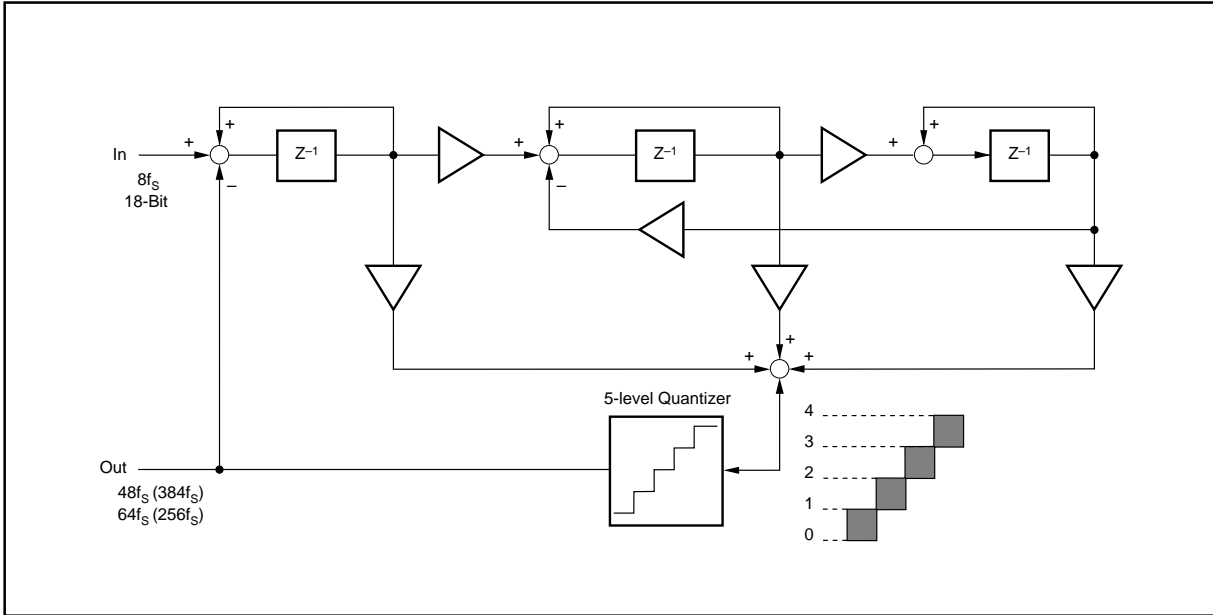 + + +
+ Z⁻¹ + Z⁻¹ + Z⁻¹
In
– –
8fS
18-Bit
+
+ +
5-level Quantizer
4
3
2
1
0
Out
48fS (384fS)
64fS (256fS)